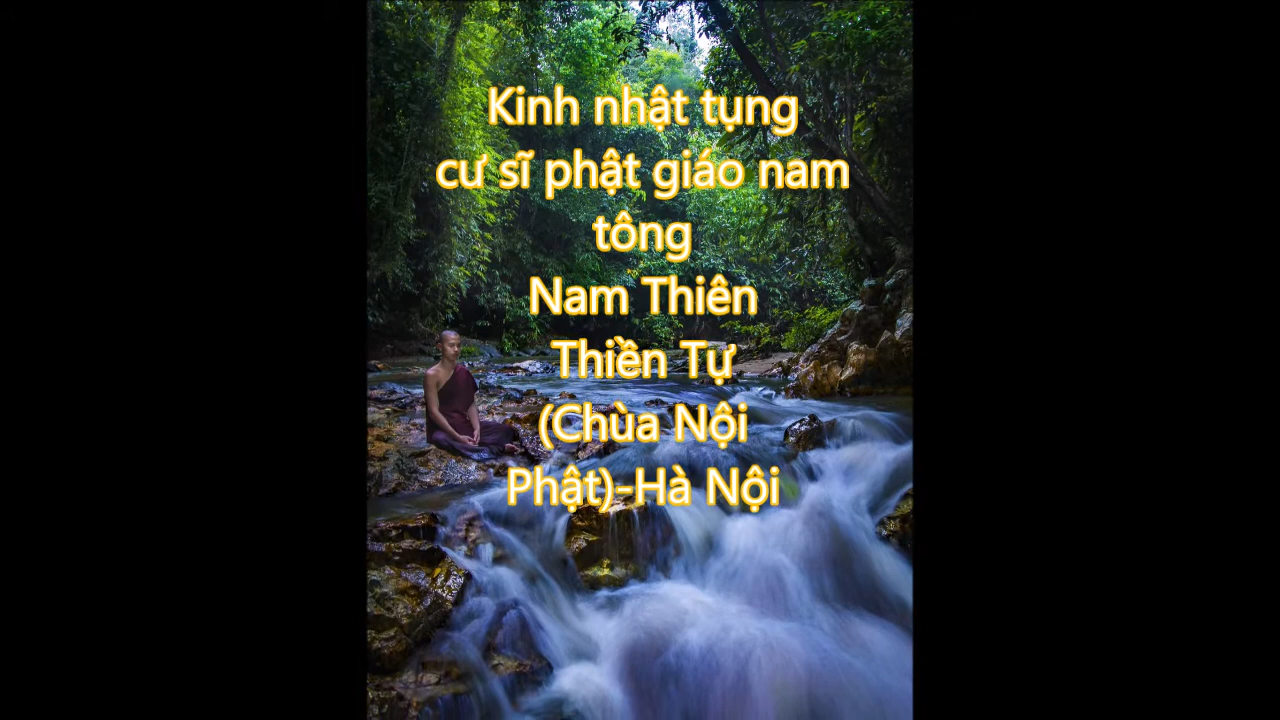 Kinh nhật tụng
cư sĩ phật giáo nam
tông
Nam Thiên
Thiền Tự
(Chùa Nội
Phật)-Hà Nội